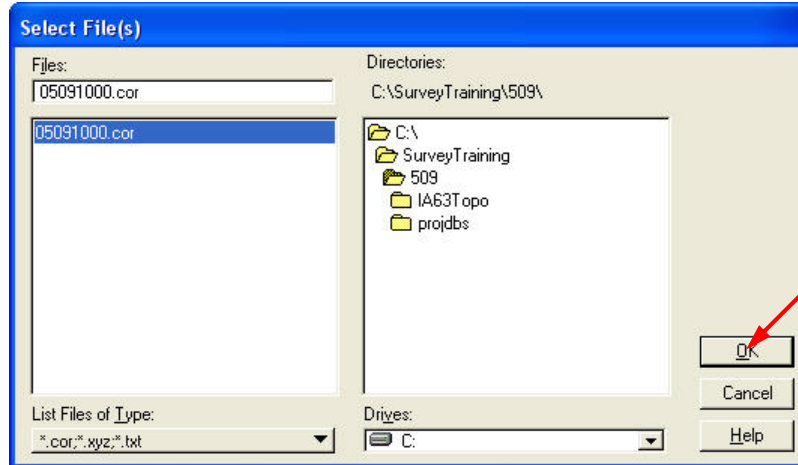 Select File(s)
Files:
05091000.cor
05091000.cor
List Files of Type:
*.cor;*.xyz;*.txt
Directories:
C:\SurveyTraining\509\
C:\
SurveyTraining
509
IA63Topo
projdbs
Drives:
C:
OK
Cancel
Help